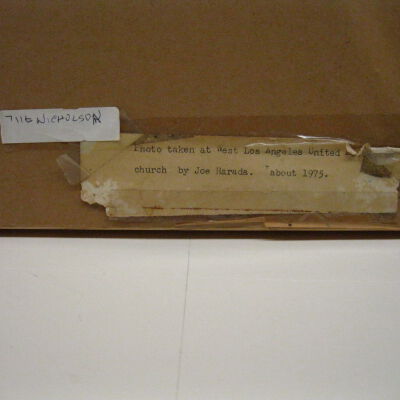 7116 NICHOLSON
Photo taken at West Los Angeles United
church by Joe Harada. about 1975.